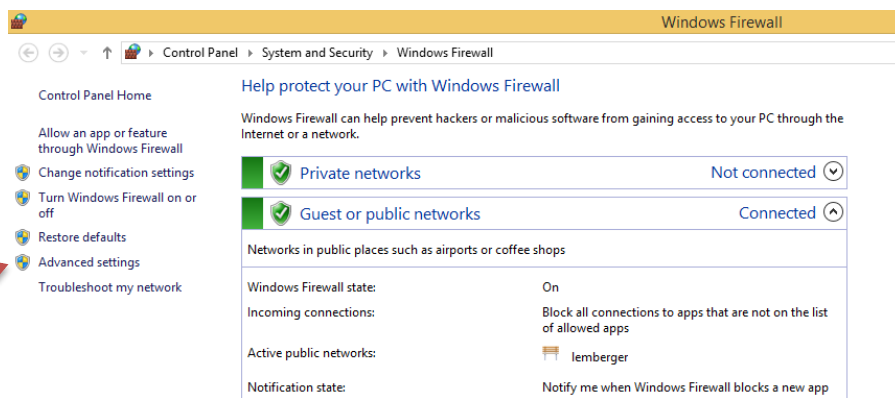 Windows Firewall
Control Panel System and Security Windows Firewall
Control Panel Home
Allow an app or feature
through Windows Firewall
Change notification settings
Turn Windows Firewall on or
off
Restore defaults
Advanced settings
Troubleshoot my network
Help protect your PC with Windows Firewall
Windows Firewall can help prevent hackers or malicious software from gaining access to your PC through the
Internet or a network.
Private networks Not connected
Guest or public networks Connected
Networks in public places such as airports or coffee shops
Windows Firewall state: On
Incoming connections: Block all connections to apps that are not on the list
of allowed apps
Active public networks: lemberger
Notification state: Notify me when Windows Firewall blocks a new app